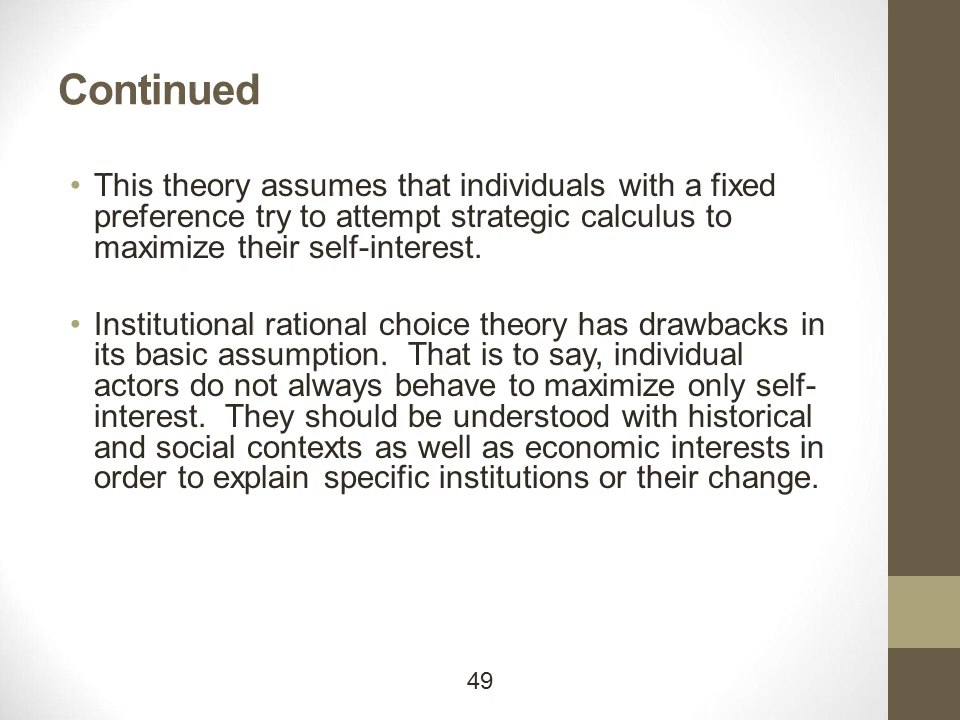 Continued
• This theory assumes that individuals with a fixed
preference try to attempt strategic calculus to
maximize their self-interest.
• Institutional rational choice theory has drawbacks in
its basic assumption.  That is to say, individual
actors do not always behave to maximize only self-
interest.  They should be understood with historical
and social contexts as well as economic interests in
order to explain specific institutions or their change.
49